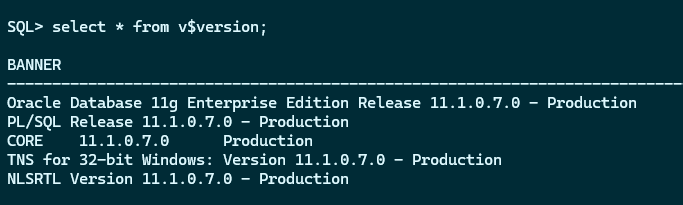 SQL> select * from v$version;
BANNER
--------------------------------------------------------------------------------
Oracle Database 11g Enterprise Edition Release 11.1.0.7.0 - Production
PL/SQL Release 11.1.0.7.0 - Production
CORE    11.1.0.7.0      Production
TNS for 32-bit Windows: Version 11.1.0.7.0 - Production
NLSRTL Version 11.1.0.7.0 - Production